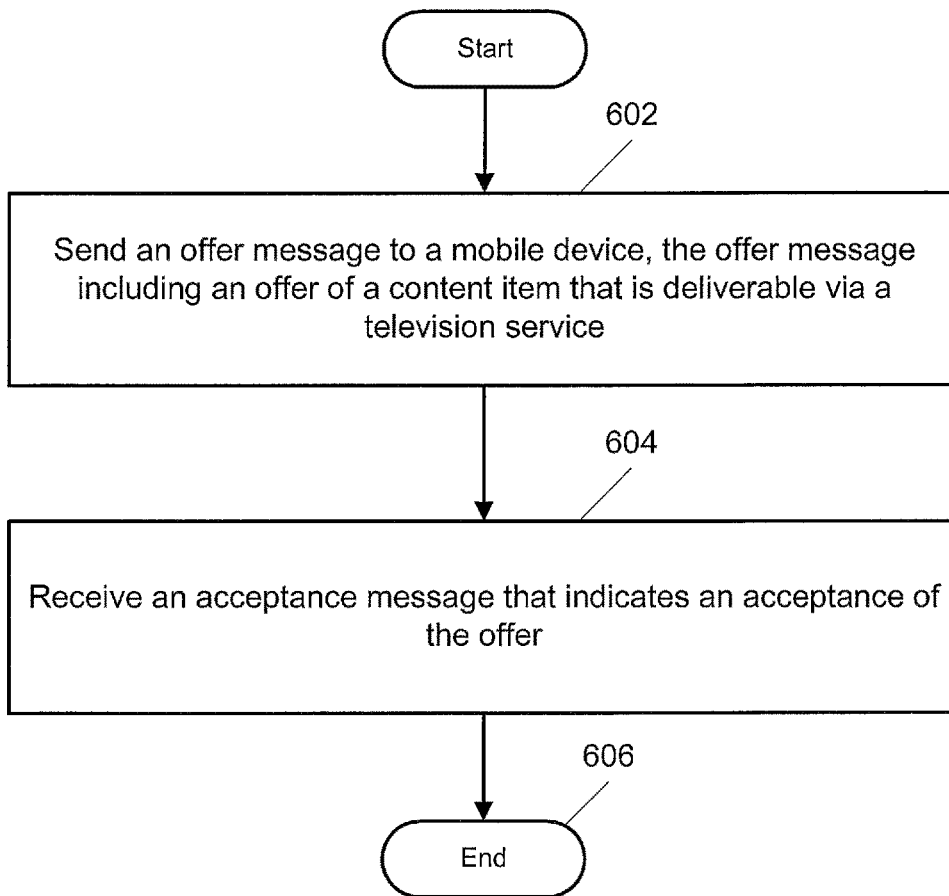 Start
602
Send an offer message to a mobile device, the offer message
including an offer of a content item that is deliverable via a
television service
604
Receive an acceptance message that indicates an acceptance of
the offer
606
End